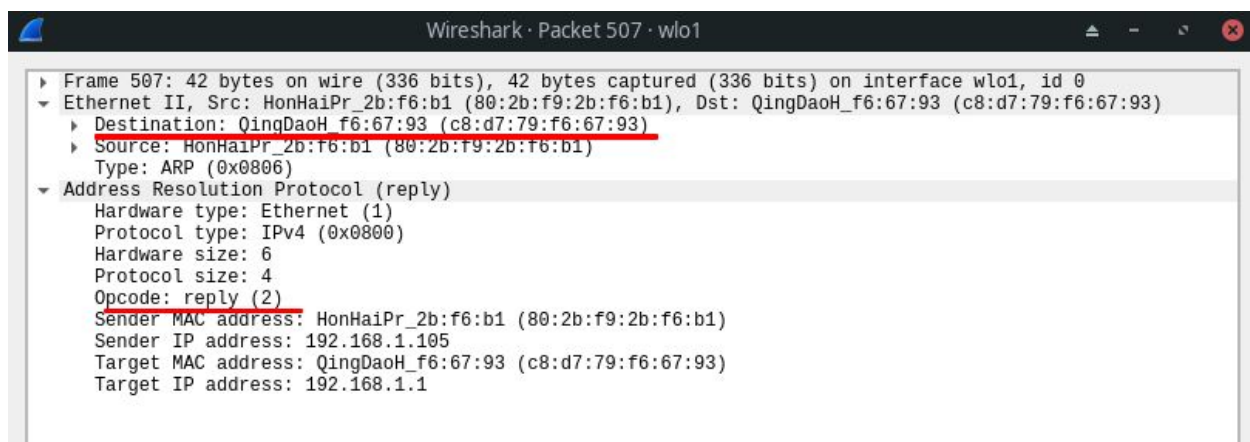 Wireshark · Packet 507 · wlo1
Frame 507: 42 bytes on wire (336 bits), 42 bytes captured (336 bits) on interface wlo1, id 0
Ethernet II, Src: HonHaiPr_2b:f6:b1 (80:2b:f9:2b:f6:b1), Dst: QingDaoH_f6:67:93 (c8:d7:79:f6:67:93)
Destination: QingDaoH_f6:67:93 (c8:d7:79:f6:67:93)
Source: HonHaiPr_2b:f6:b1 (80:2b:f9:2b:f6:b1)
Type: ARP (0x0806)
Address Resolution Protocol (reply)
Hardware type: Ethernet (1)
Protocol type: IPv4 (0x0800)
Hardware size: 6
Protocol size: 4
Opcode: reply (2)
Sender MAC address: HonHaiPr_2b:f6:b1 (80:2b:f9:2b:f6:b1)
Sender IP address: 192.168.1.105
Target MAC address: QingDaoH_f6:67:93 (c8:d7:79:f6:67:93)
Target IP address: 192.168.1.1